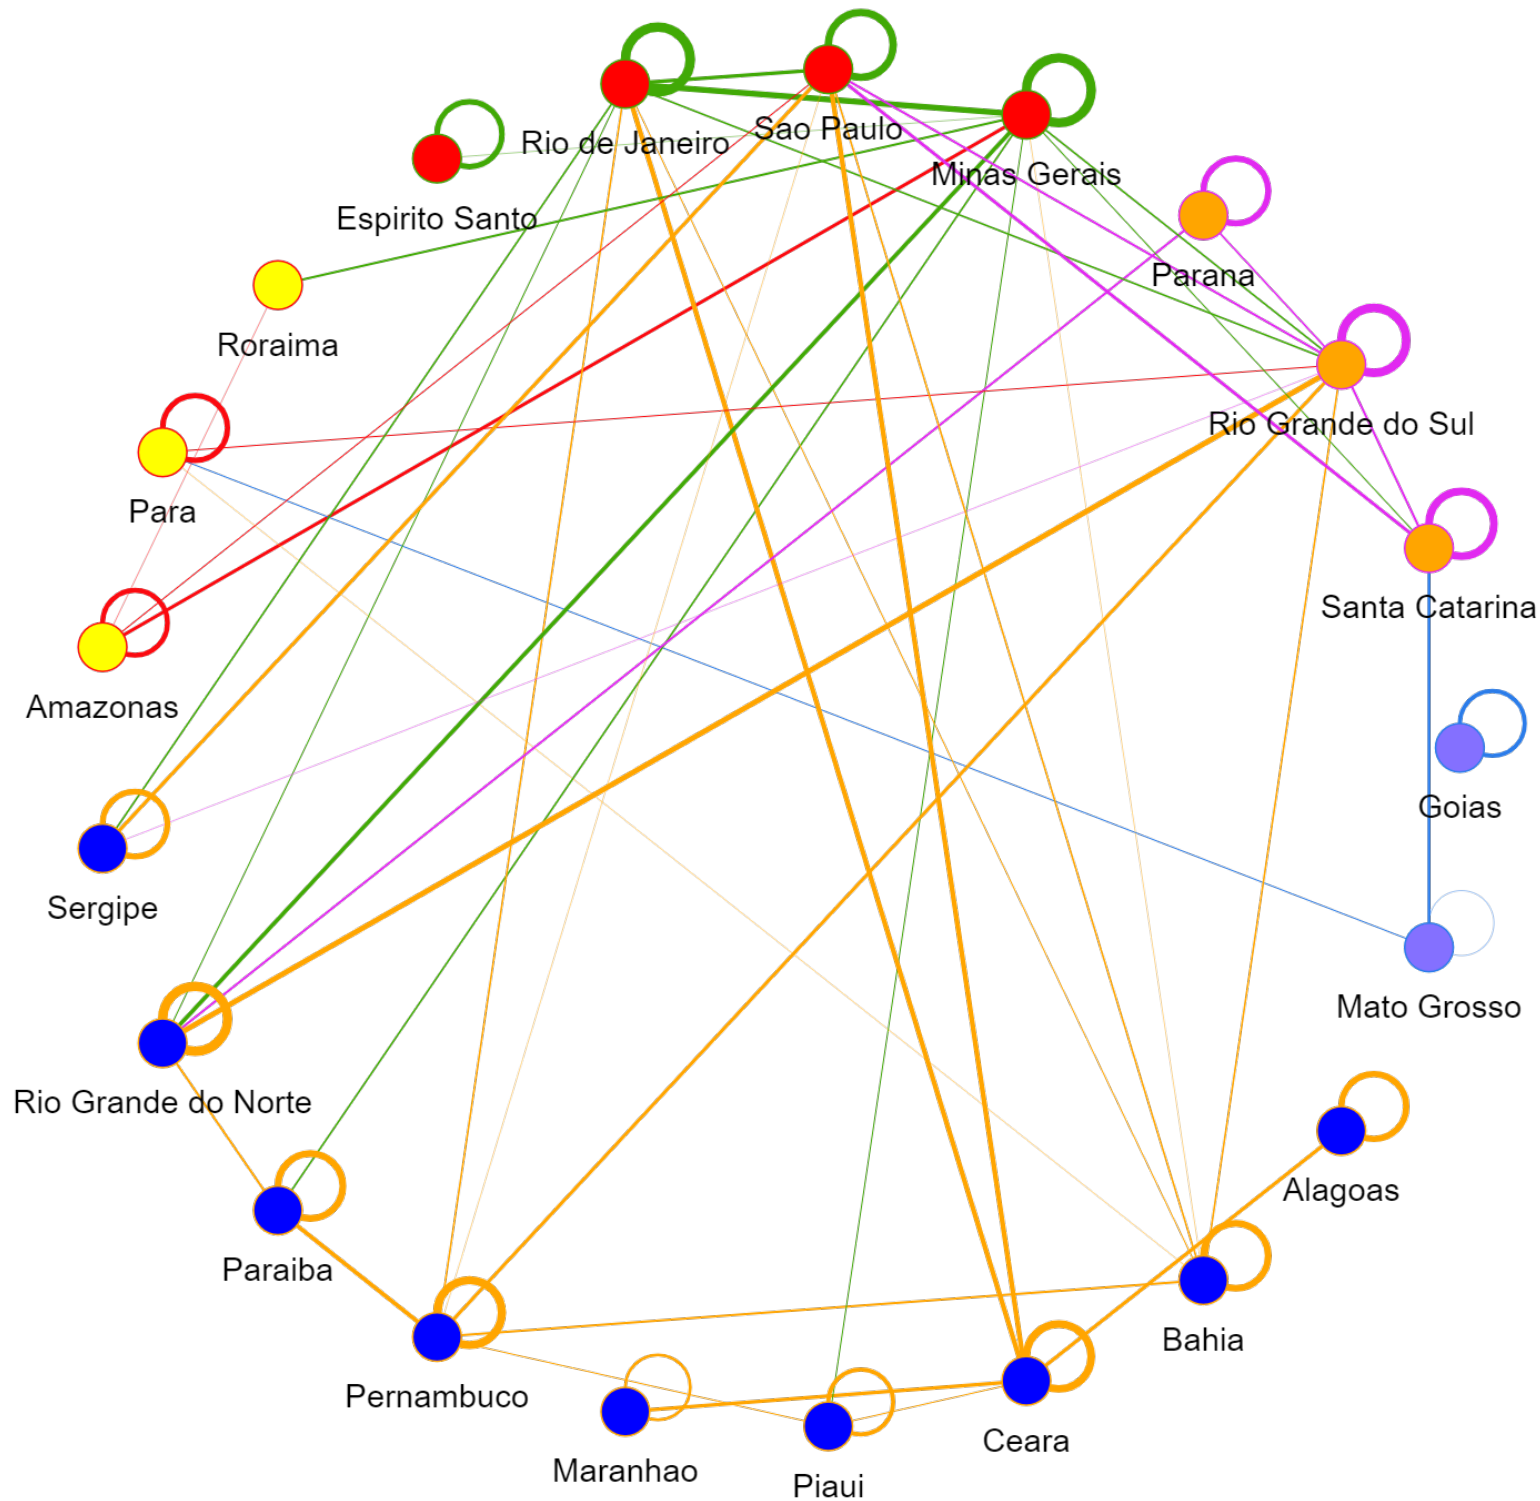 Rio de Janeiro
Sao Paulo
Minas Gerais
Espirito Santo
Parana
Roraima
Rio Grande do Sul
Para
Santa Catarina
Amazonas
Goias
Sergipe
Mato Grosso
Rio Grande do Norte
Alagoas
Paraiba
Bahia
Pernambuco
Ceara
Maranhao
Piaui